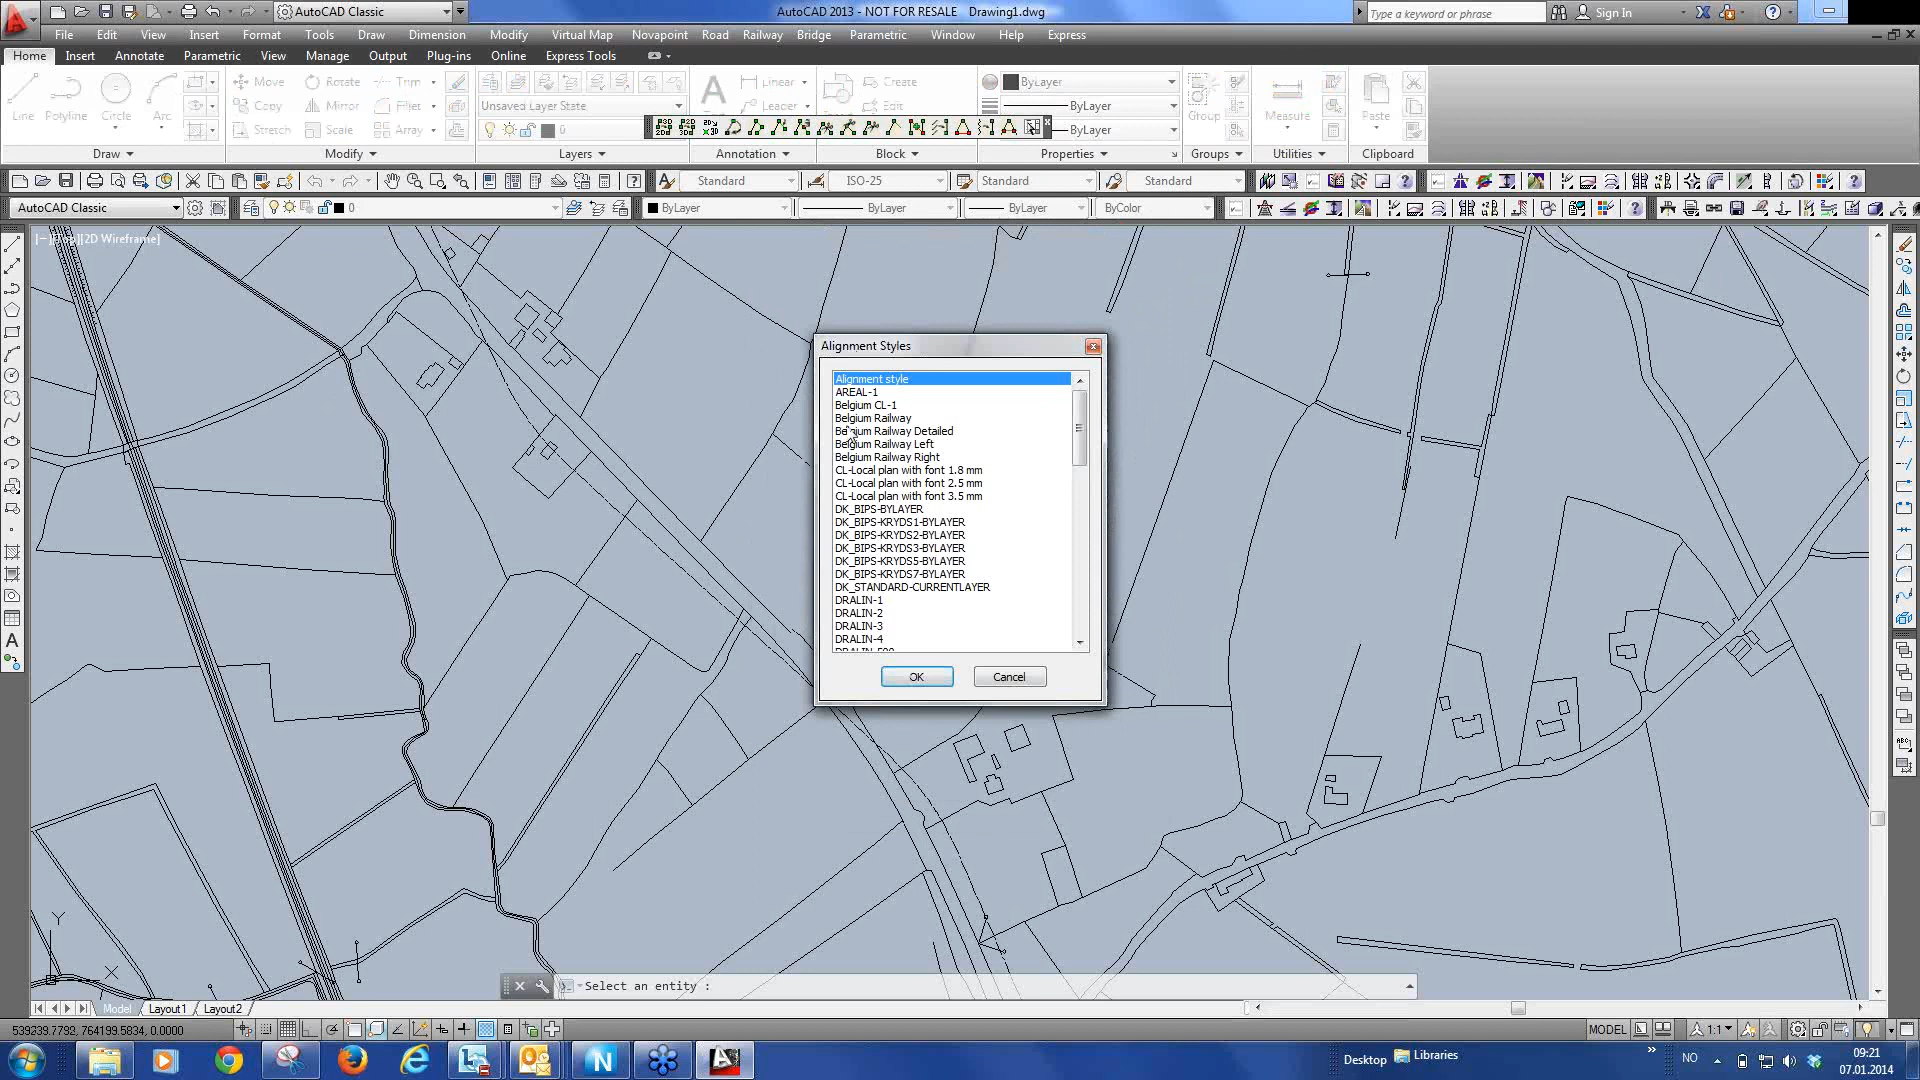 AutoCAD Classic
AutoCAD 2013 - NOT FOR RESALE Drawing1.dwg
Type a keyword or phrase
Sign In
File Edit View Insert Format Tools Draw Dimension Modify Virtual Map Novapoint Road Railway Bridge Parametric Window Help Express
Home Insert Annotate Parametric View Manage Output Plug-ins Online Express Tools
Line Polyline Circle Arc
Move Rotate Trim
Copy Mirror Fillet
Stretch Scale Array
Unsaved Layer State
0
Linear
Leader
Create
Edit
ByLayer
ByLayer
ByLayer
Group
Measure
Paste
Draw Modify Layers Annotation Block Properties Groups Utilities Clipboard
Standard ISO-25 Standard Standard
AutoCAD Classic 0 ByLayer ByLayer ByLayer ByColor
[2D Wireframe]
Alignment Styles
Alignment style
AREAL-1
Belgium CL-1
Belgium Railway
Belgium Railway Detailed
Belgium Railway Left
Belgium Railway Right
CL-Local plan with font 1.8 mm
CL-Local plan with font 2.5 mm
CL-Local plan with font 3.5 mm
DK_BIPS-BYLAYER
DK_BIPS-KRYDS1-BYLAYER
DK_BIPS-KRYDS2-BYLAYER
DK_BIPS-KRYDS3-BYLAYER
DK_BIPS-KRYDS5-BYLAYER
DK_BIPS-KRYDS7-BYLAYER
DK_STANDARD-CURRENTLAYER
DRALIN-1
DRALIN-2
DRALIN-3
DRALIN-4
OK Cancel
Y
X
Select an entity :
Model Layout1 Layout2
539239.7792, 764199.5834, 0.0000
MODEL
1:1
Desktop Libraries
NO
09:21
07.01.2014